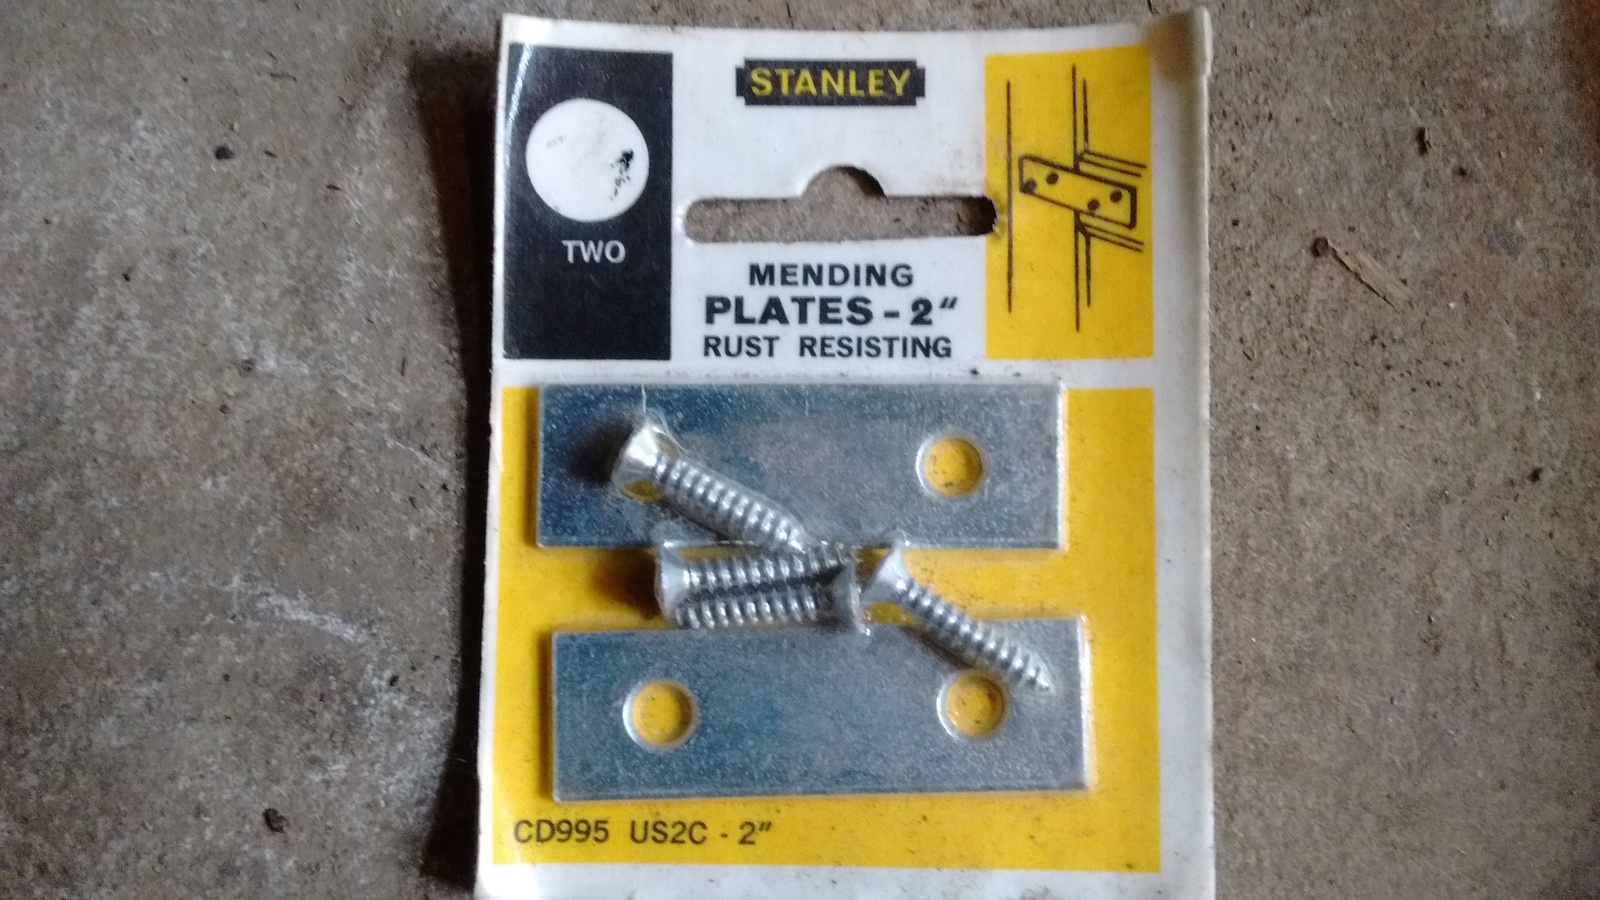 STANLEY
TWO
MENDING
PLATES - 2"
RUST RESISTING
CD995 US2C - 2"